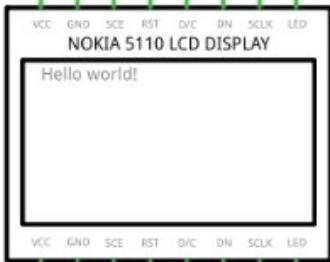 VCC GND SCE RST D/C DN SCLK LED
NOKIA 5110 LCD DISPLAY
Hello world!
VCC GND SCE RST D/C DN SCLK LED